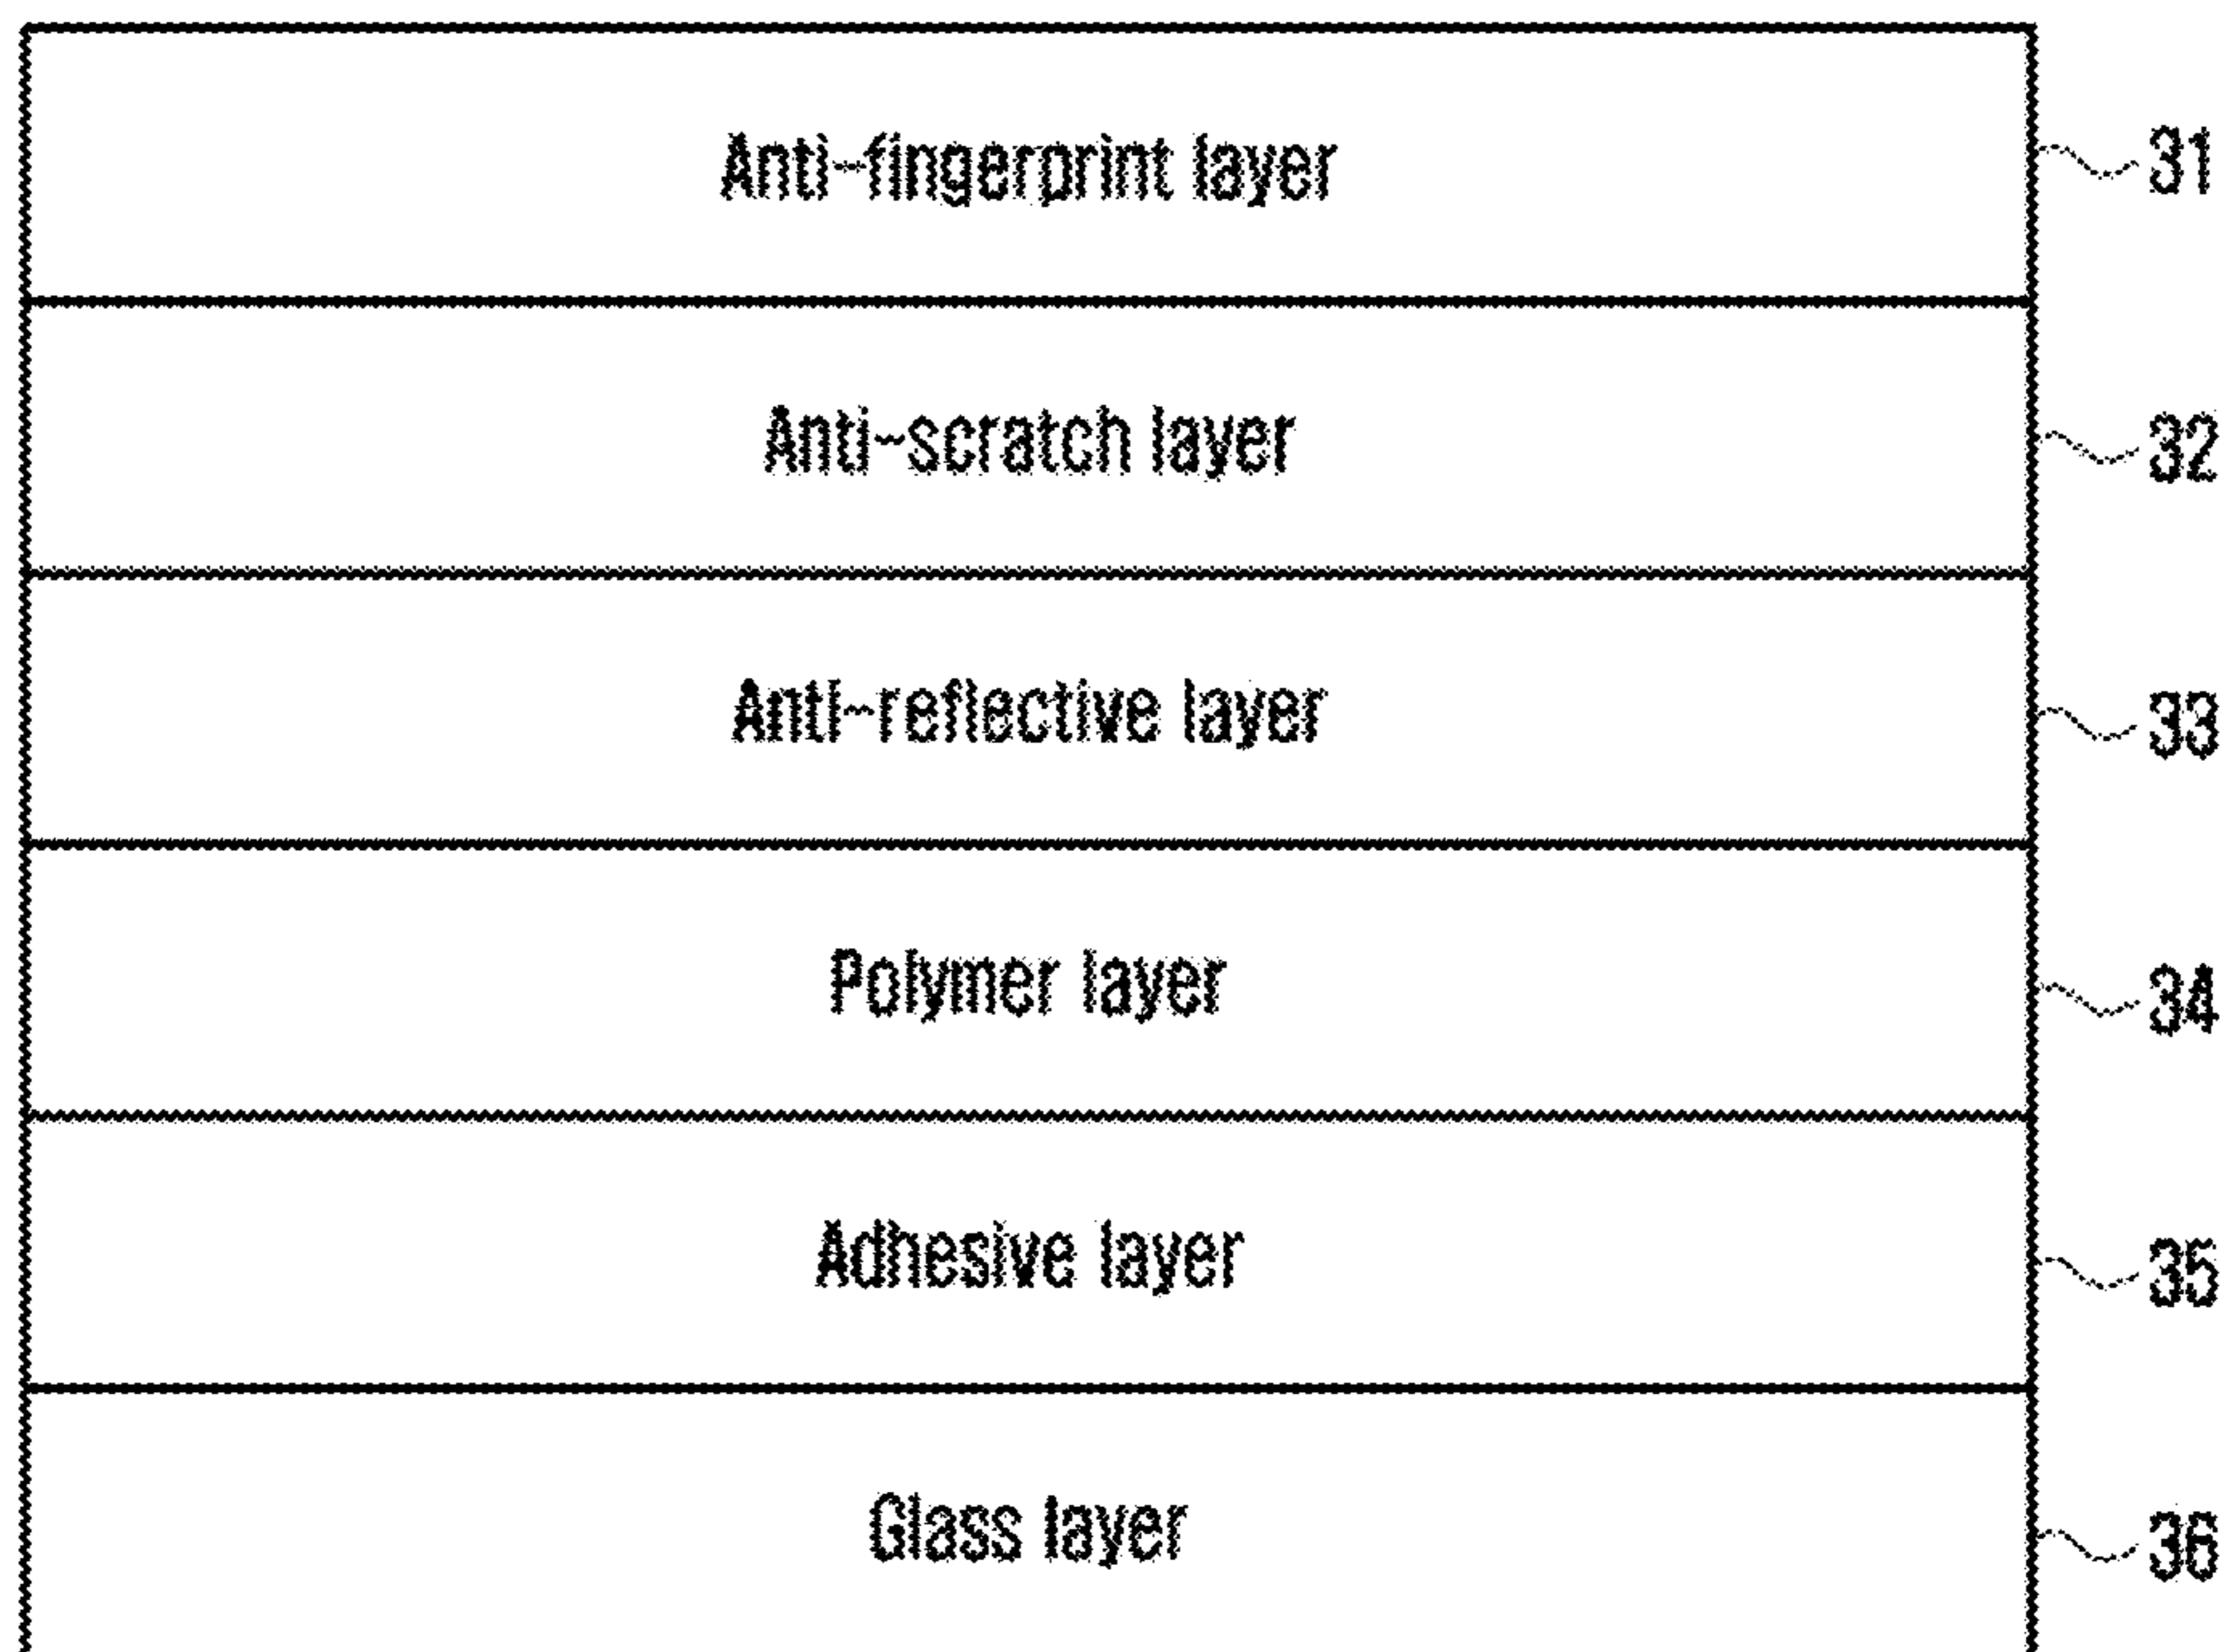 Anti-fingerprint layer 31
Anti-scratch layer 32
Anti-reflective layer 33
Polymer layer 34
Adhesive layer 35
Glass layer 36